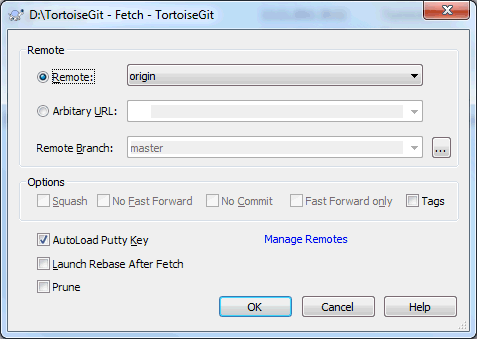 D:\TortoiseGit - Fetch - TortoiseGit
Remote
Remote: origin
Arbitary URL:
Remote Branch: master ...
Options
Squash No Fast Forward No Commit Fast Forward only Tags
AutoLoad Putty Key Manage Remotes
Launch Rebase After Fetch
Prune
OK Cancel Help